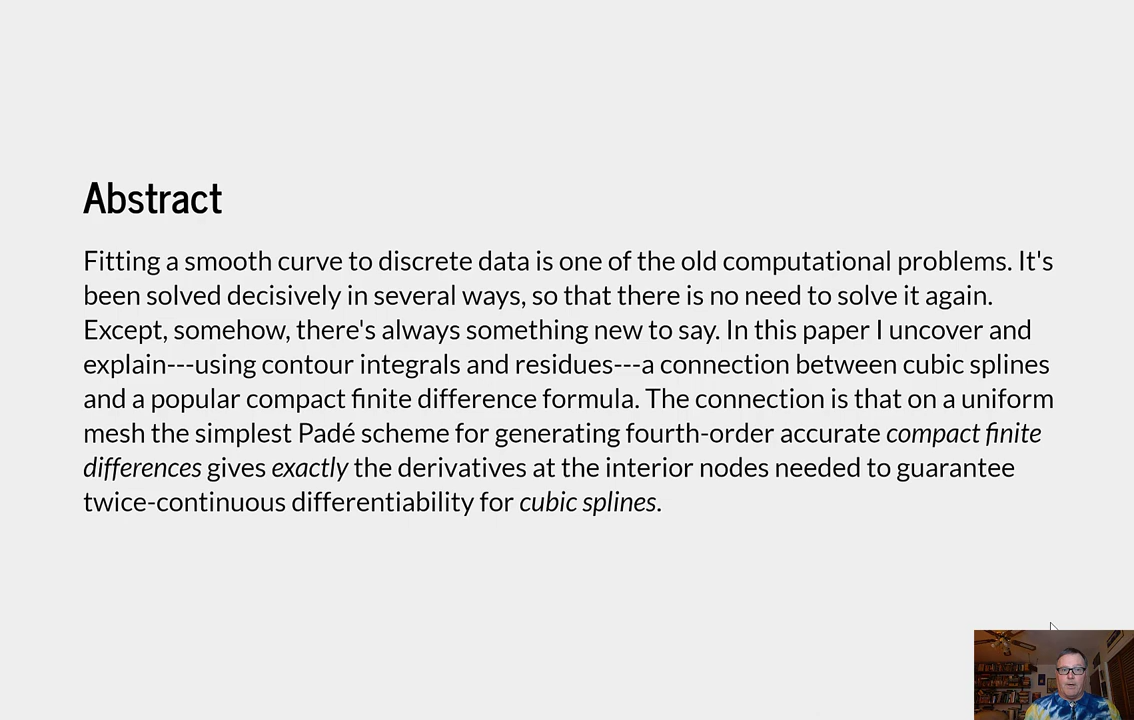 Abstract
Fitting a smooth curve to discrete data is one of the old computational problems. It's
been solved decisively in several ways, so that there is no need to solve it again.
Except, somehow, there's always something new to say. In this paper I uncover and
explain---using contour integrals and residues---a connection between cubic splines
and a popular compact finite difference formula. The connection is that on a uniform
mesh the simplest Padé scheme for generating fourth-order accurate compact finite
differences gives exactly the derivatives at the interior nodes needed to guarantee
twice-continuous differentiability for cubic splines.